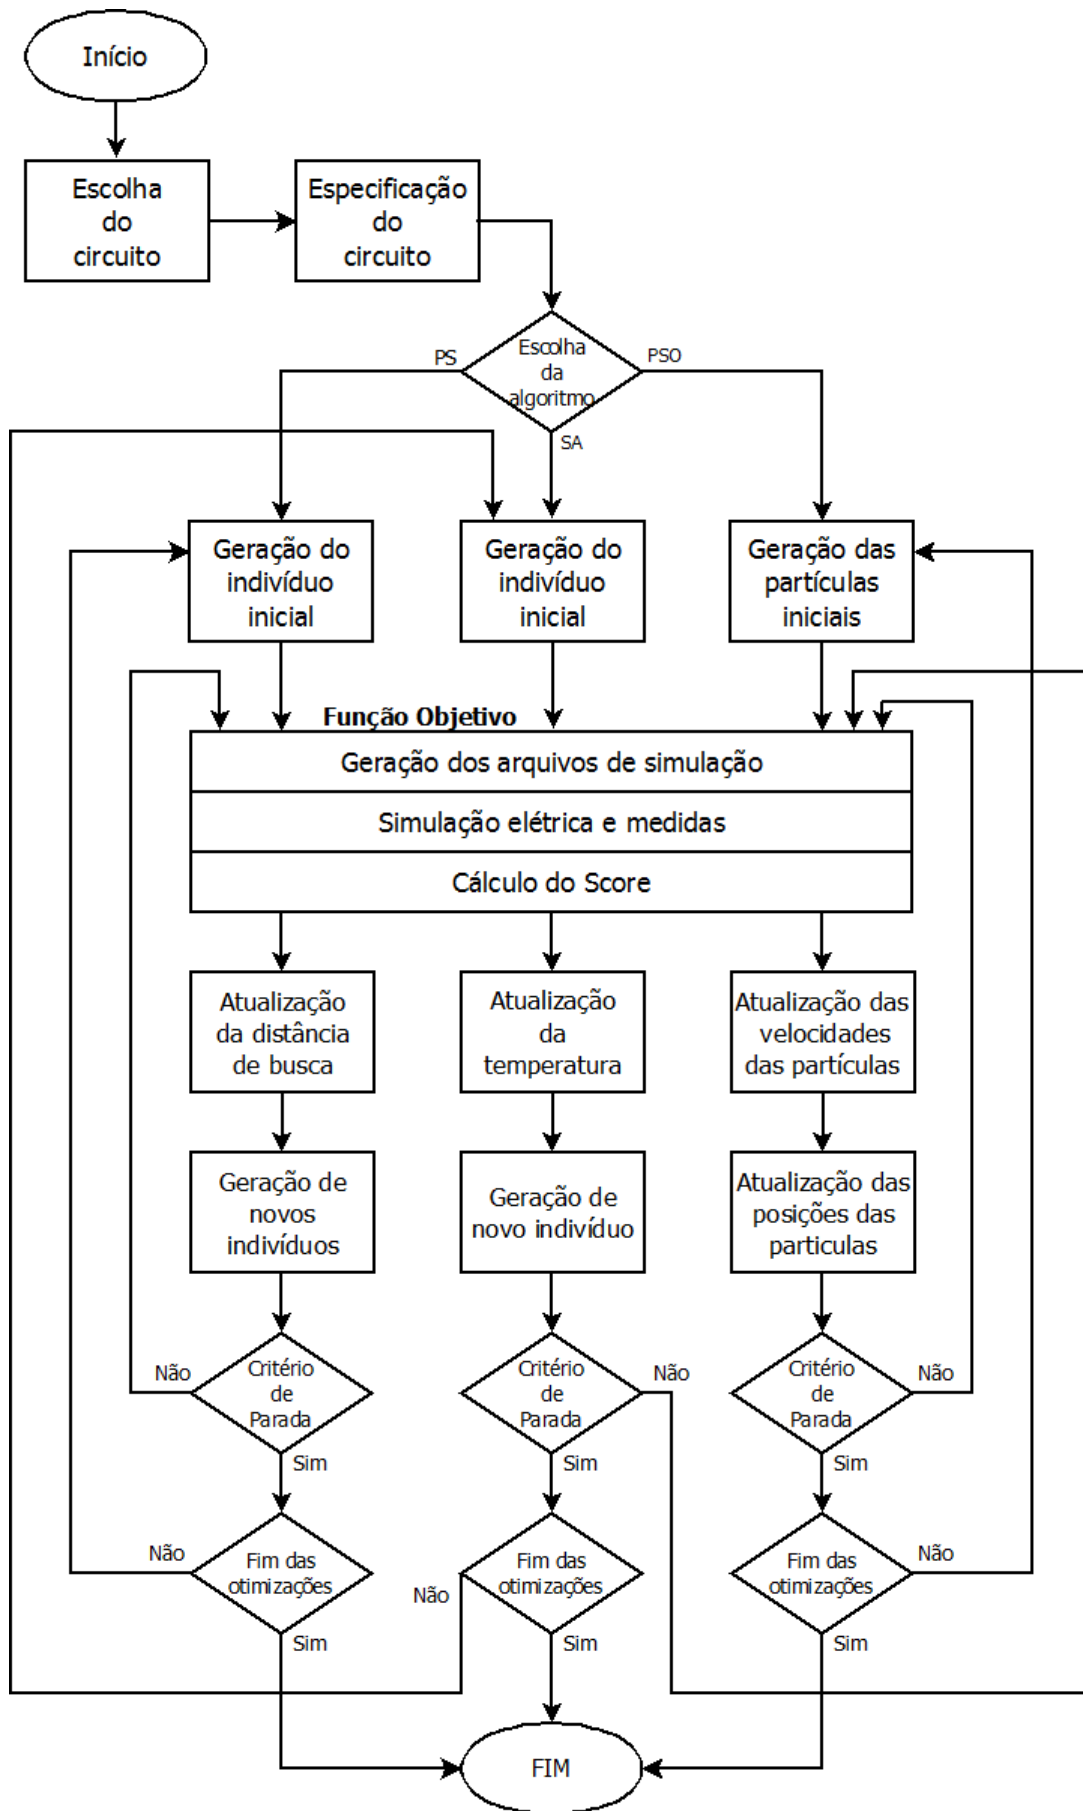 Início
Escolha
do
circuito
Especificação
do
circuito
PS
Escolha
da
algoritmo
PSO
SA
Geração do
indivíduo
inicial
Geração do
indivíduo
inicial
Geração das
partículas
iniciais
Função Objetivo
Geração dos arquivos de simulação
Simulação elétrica e medidas
Cálculo do Score
Atualização
da distância
de busca
Atualização
da
temperatura
Atualização das
velocidades
das partículas
Geração de
novos
indivíduos
Geração de
novo indivíduo
Atualização das
posições das
particulas
Não
Critério
de
Parada
Sim
Critério
de
Parada
Não
Sim
Critério
de
Parada
Não
Sim
Não
Fim das
otimizações
Sim
Não
Fim das
otimizações
Sim
Fim das
otimizações
Não
Sim
FIM